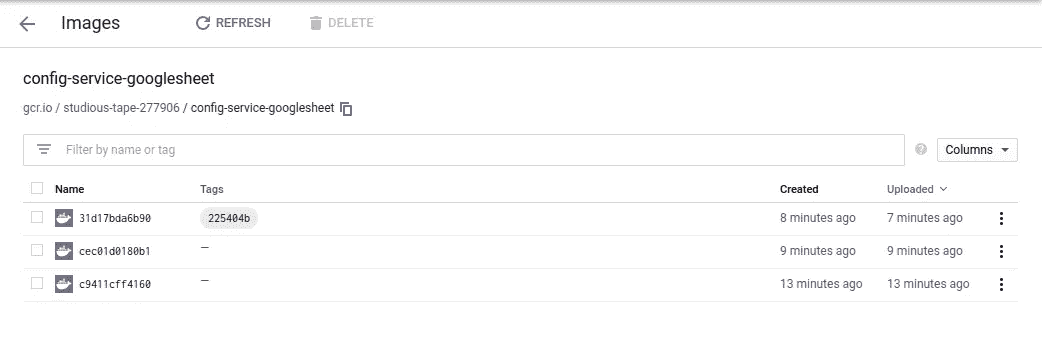 Images REFRESH DELETE
config-service-googlesheet
gcr.io / studious-tape-277906 / config-service-googlesheet
Filter by name or tag ? Columns
Name Tags Created Uploaded
31d17bda6b90 225404b 8 minutes ago 7 minutes ago
cec01d0180b1 — 9 minutes ago 9 minutes ago
c9411cff4160 — 13 minutes ago 13 minutes ago